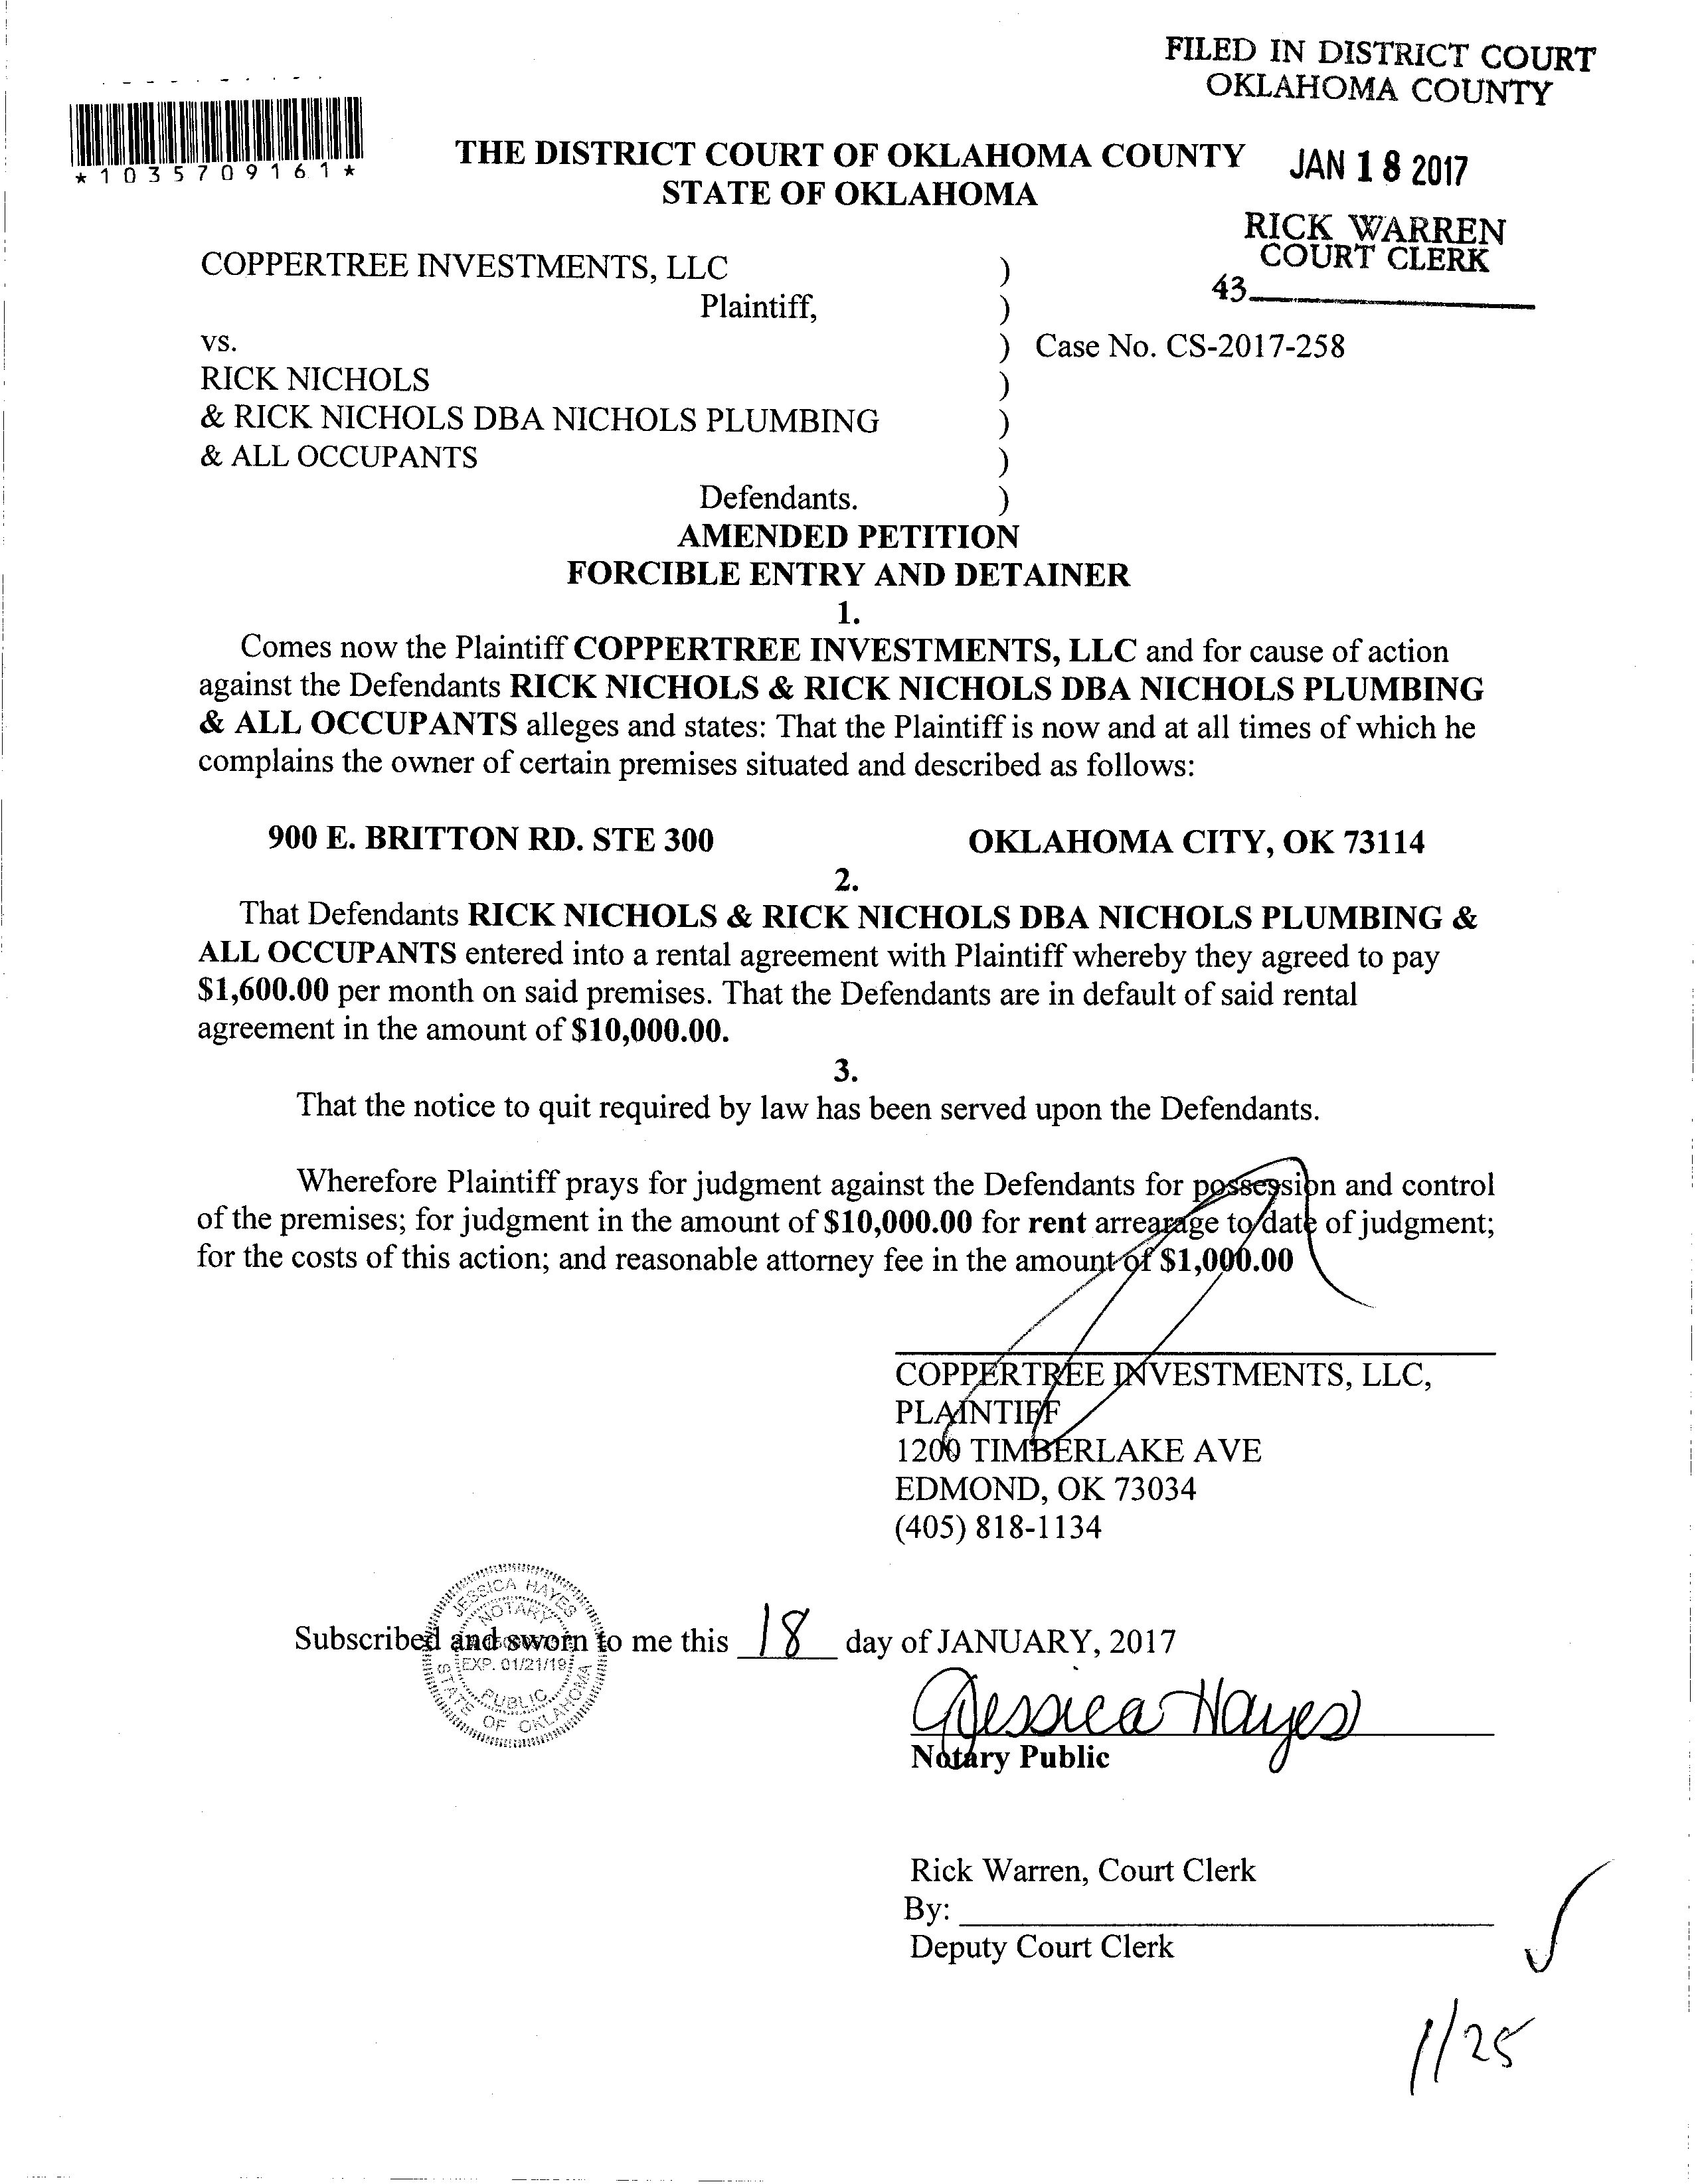 FILED IN DISTRICT COURT
OKLAHOMA COUNTY
*1035709161*
THE DISTRICT COURT OF OKLAHOMA COUNTY
STATE OF OKLAHOMA
JAN 18 2017
RICK WARREN
COURT CLERK
43
COPPERTREE INVESTMENTS, LLC )
Plaintiff, )
vs. ) Case No. CS-2017-258
RICK NICHOLS )
& RICK NICHOLS DBA NICHOLS PLUMBING )
& ALL OCCUPANTS )
Defendants. )
AMENDED PETITION
FORCIBLE ENTRY AND DETAINER
1.
Comes now the Plaintiff COPPERTREE INVESTMENTS, LLC and for cause of action
against the Defendants RICK NICHOLS & RICK NICHOLS DBA NICHOLS PLUMBING
& ALL OCCUPANTS alleges and states: That the Plaintiff is now and at all times of which he
complains the owner of certain premises situated and described as follows:
900 E. BRITTON RD. STE 300 OKLAHOMA CITY, OK 73114
2.
That Defendants RICK NICHOLS & RICK NICHOLS DBA NICHOLS PLUMBING &
ALL OCCUPANTS entered into a rental agreement with Plaintiff whereby they agreed to pay
$1,600.00 per month on said premises. That the Defendants are in default of said rental
agreement in the amount of $10,000.00.
3.
That the notice to quit required by law has been served upon the Defendants.
Wherefore Plaintiff prays for judgment against the Defendants for possession and control
of the premises; for judgment in the amount of $10,000.00 for rent arrearage to date of judgment;
for the costs of this action; and reasonable attorney fee in the amount of $1,000.00
COPPERTREE INVESTMENTS, LLC,
PLAINTIFF
1200 TIMBERLAKE AVE
EDMOND, OK 73034
(405) 818-1134
JESSICA HAYES
NOTARY
Subscribed and sworn to me this 18 day of JANUARY, 2017
EXP. 01/21/19
PUBLIC
STATE OF OKLAHOMA
Jessica Hayes
Notary Public
Rick Warren, Court Clerk
By:
Deputy Court Clerk
1/25